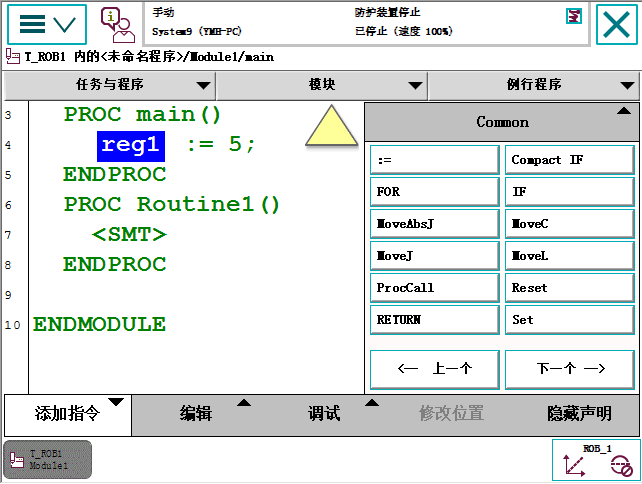 手动
防护装置停止
System9 (YMH-PC)
已停止 (速度 100%)
T_ROB1 内的<未命名程序>/Module1/main
任务与程序
模块
例行程序
3 PROC main()
4 reg1 := 5;
5 ENDPROC
6 PROC Routine1()
7 <SMT>
8 ENDPROC
9
10 ENDMODULE
Common
:= Compact IF
FOR IF
MoveAbsJ MoveC
MoveJ MoveL
ProcCall Reset
RETURN Set
<— 上一个 下一个 —>
添加指令 编辑 调试 修改位置 隐藏声明
T_ROB1
Module1
ROB_1